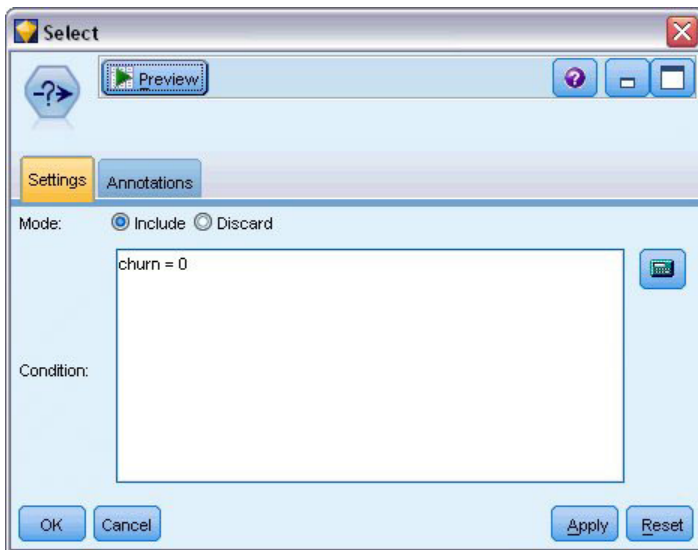 Select
Preview
Settings Annotations
Mode: Include Discard
churn = 0
Condition:
OK Cancel Apply Reset